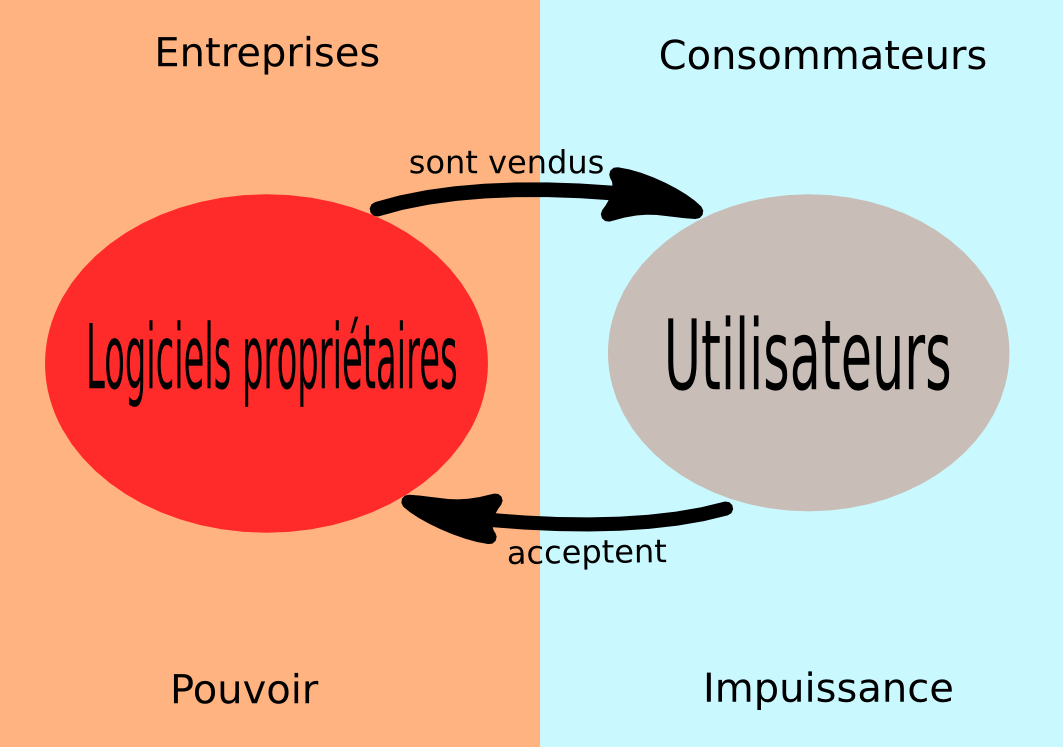 Entreprises
Consommateurs
sont vendus
Logiciels propriétaires
Utilisateurs
acceptent
Pouvoir
Impuissance